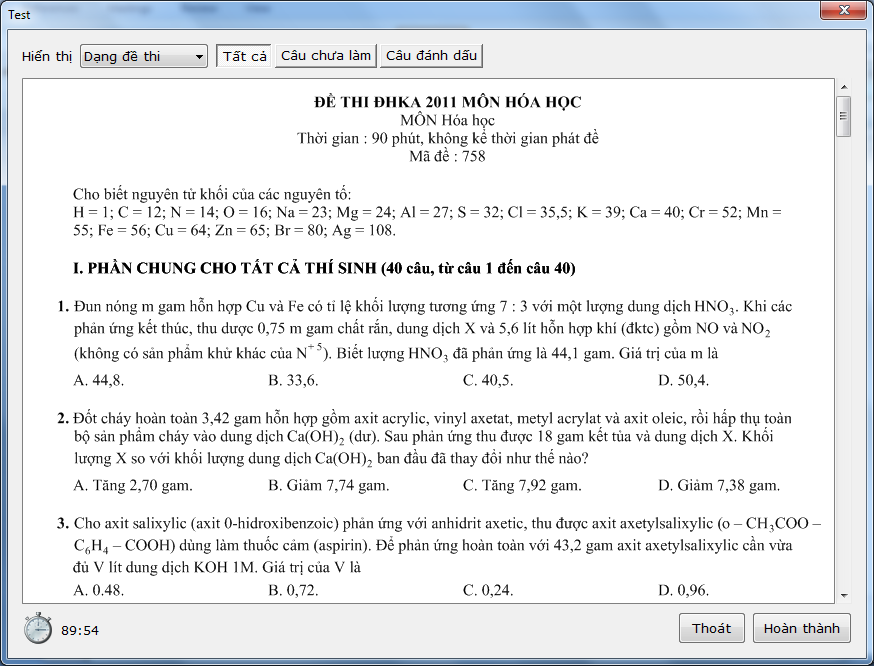 Test
Hiển thị Dạng đề thi Tất cả Câu chưa làm Câu đánh dấu
ĐỀ THI ĐHKA 2011 MÔN HÓA HỌC
MÔN Hóa học
Thời gian : 90 phút, không kể thời gian phát đề
Mã đề : 758
Cho biết nguyên tử khối của các nguyên tố:
H = 1; C = 12; N = 14; O = 16; Na = 23; Mg = 24; Al = 27; S = 32; Cl = 35,5; K = 39; Ca = 40; Cr = 52; Mn =
55; Fe = 56; Cu = 64; Zn = 65; Br = 80; Ag = 108.
I. PHẦN CHUNG CHO TẤT CẢ THÍ SINH (40 câu, từ câu 1 đến câu 40)
1. Đun nóng m gam hỗn hợp Cu và Fe có tỉ lệ khối lượng tương ứng 7 : 3 với một lượng dung dịch HNO₃. Khi các
phản ứng kết thúc, thu dược 0,75 m gam chất rắn, dung dịch X và 5,6 lít hỗn hợp khí (đktc) gồm NO và NO₂
(không có sản phẩm khử khác của N⁺⁵). Biết lượng HNO₃ đã phản ứng là 44,1 gam. Giá trị của m là
A. 44,8. B. 33,6. C. 40,5. D. 50,4.
2. Đốt cháy hoàn toàn 3,42 gam hỗn hợp gồm axit acrylic, vinyl axetat, metyl acrylat và axit oleic, rồi hấp thụ toàn
bộ sản phẩm cháy vào dung dịch Ca(OH)₂ (dư). Sau phản ứng thu được 18 gam kết tủa và dung dịch X. Khối
lượng X so với khối lượng dung dịch Ca(OH)₂ ban đầu đã thay đổi như thế nào?
A. Tăng 2,70 gam. B. Giảm 7,74 gam. C. Tăng 7,92 gam. D. Giảm 7,38 gam.
3. Cho axit salixylic (axit 0-hidroxibenzoic) phản ứng với anhidrit axetic, thu được axit axetylsalixylic (o – CH₃COO –
C₆H₄ – COOH) dùng làm thuốc cảm (aspirin). Để phản ứng hoàn toàn với 43,2 gam axit axetylsalixylic cần vừa
đủ V lít dung dịch KOH 1M. Giá trị của V là
A. 0.48. B. 0,72. C. 0,24. D. 0,96.
89:54 Thoát Hoàn thành